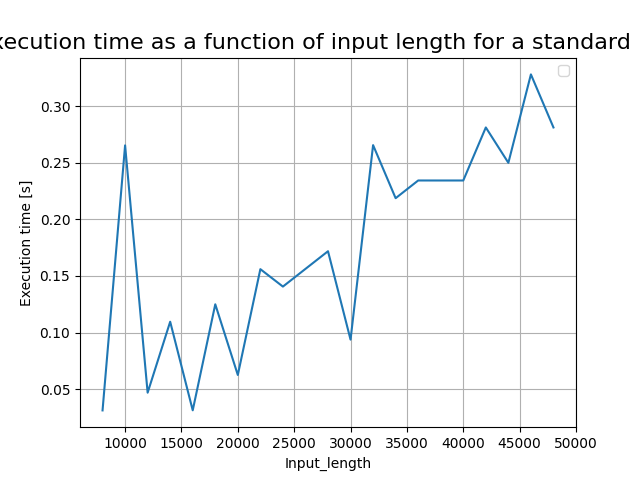 xecution time as a function of input length for a standard
0.30
0.25
0.20
0.15
0.10
0.05
Execution time [s]
10000 15000 20000 25000 30000 35000 40000 45000 50000
Input_length